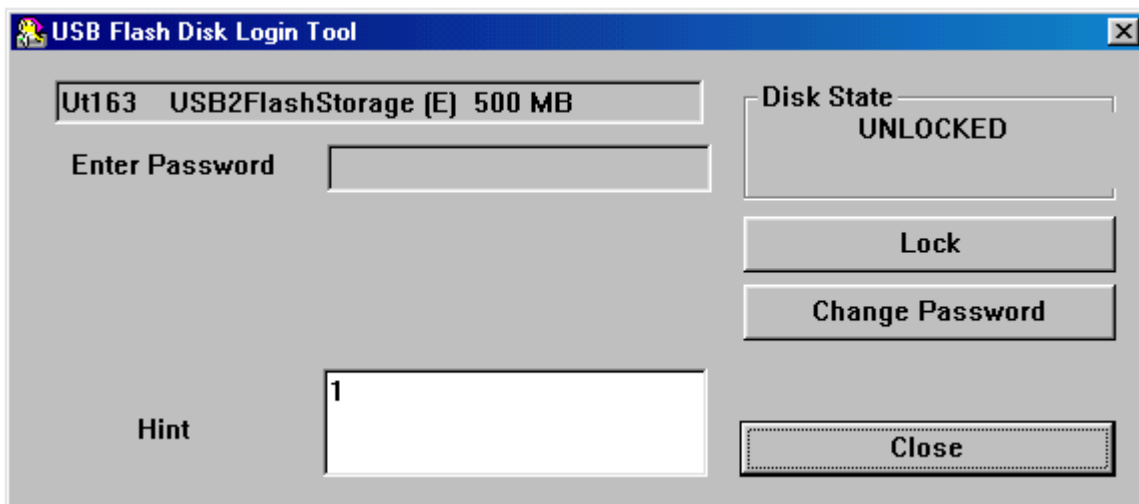 USB Flash Disk Login Tool
Ut163 USB2FlashStorage (E) 500 MB
Disk State
UNLOCKED
Enter Password
Lock
Change Password
Hint
1
Close